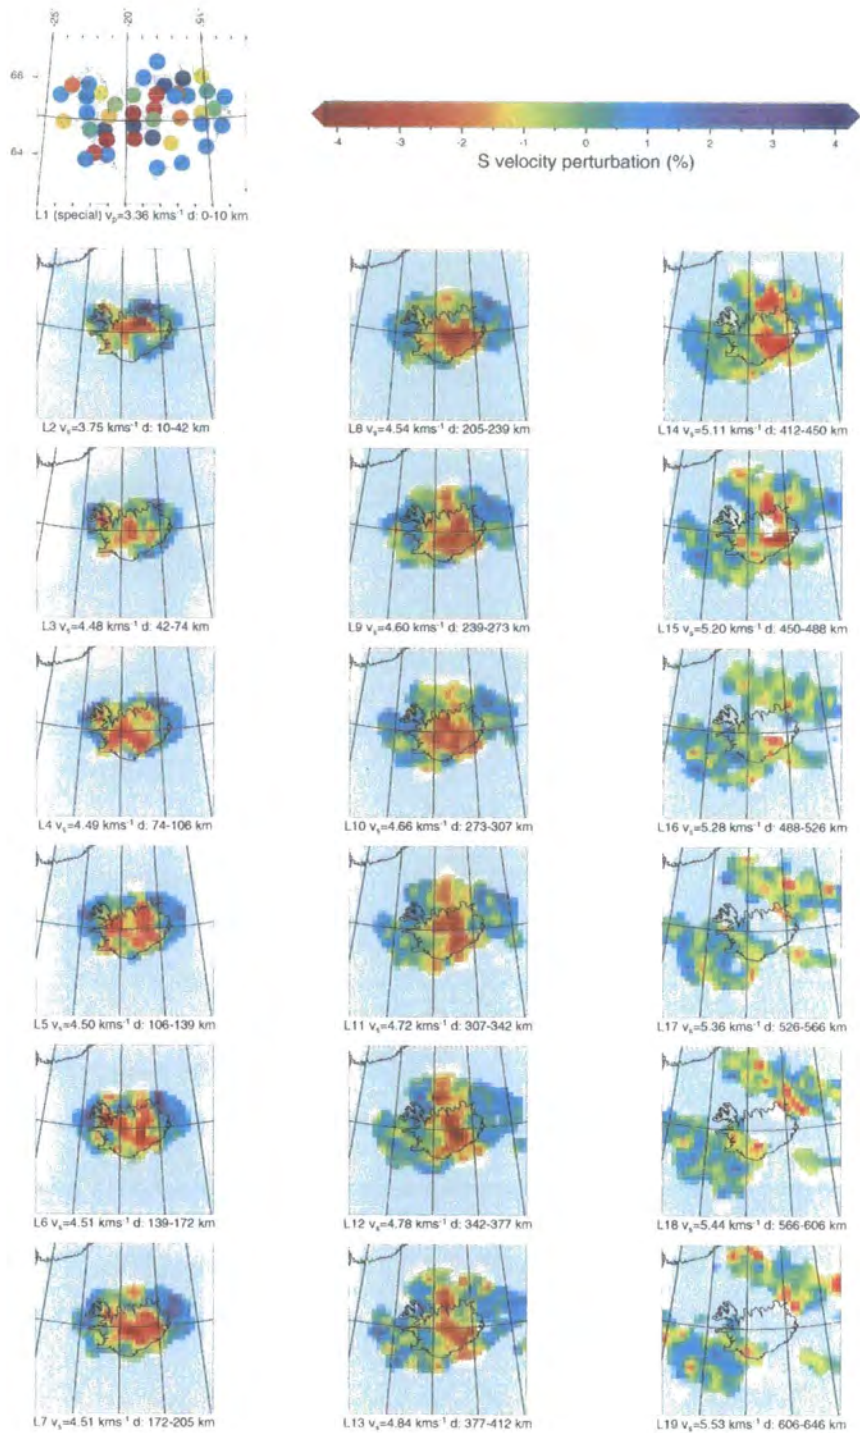 -25° -20° -15°
68
64
L1 (special) vp=3.36 kms⁻¹ d: 0-10 km
-4 -3 -2 -1 0 1 2 3 4
S velocity perturbation (%)
L2 vs=3.75 kms⁻¹ d: 10-42 km
L8 vs=4.54 kms⁻¹ d: 205-239 km
L14 vs=5.11 kms⁻¹ d: 412-450 km
L3 vs=4.48 kms⁻¹ d: 42-74 km
L9 vs=4.60 kms⁻¹ d: 239-273 km
L15 vs=5.20 kms⁻¹ d: 450-488 km
L4 vs=4.49 kms⁻¹ d: 74-106 km
L10 vs=4.66 kms⁻¹ d: 273-307 km
L16 vs=5.28 kms⁻¹ d: 488-526 km
L5 vs=4.50 kms⁻¹ d: 106-139 km
L11 vs=4.72 kms⁻¹ d: 307-342 km
L17 vs=5.36 kms⁻¹ d: 526-566 km
L6 vs=4.51 kms⁻¹ d: 139-172 km
L12 vs=4.78 kms⁻¹ d: 342-377 km
L18 vs=5.44 kms⁻¹ d: 566-606 km
L7 vs=4.51 kms⁻¹ d: 172-205 km
L13 vs=4.84 kms⁻¹ d: 377-412 km
L19 vs=5.53 kms⁻¹ d: 606-646 km